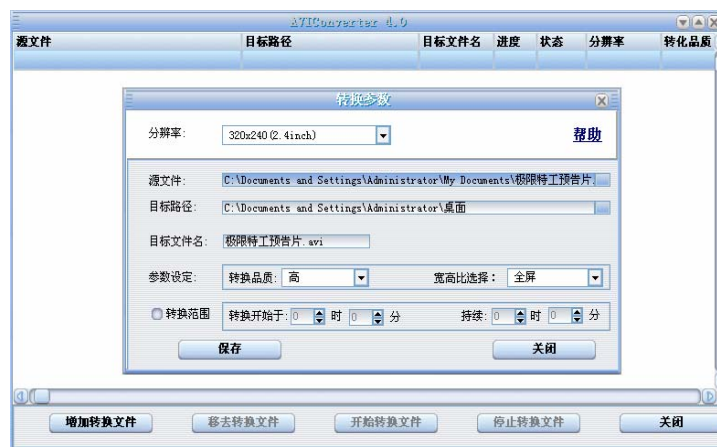 AVIConverter 4.0
源文件 目标路径 目标文件名 进度 状态 分辨率 转化品质
转换参数
分辨率: 320x240(2.4inch) 帮助
源文件: C:\Documents and Settings\Administrator\My Documents\极限特工预告片.
目标路径: C:\Documents and Settings\Administrator\桌面
目标文件名: 极限特工预告片.avi
参数设定: 转换品质: 高 宽高比选择: 全屏
转换范围 转换开始于: 0 时 0 分 持续: 0 时 0 分
保存 关闭
增加转换文件 移去转换文件 开始转换文件 停止转换文件 关闭